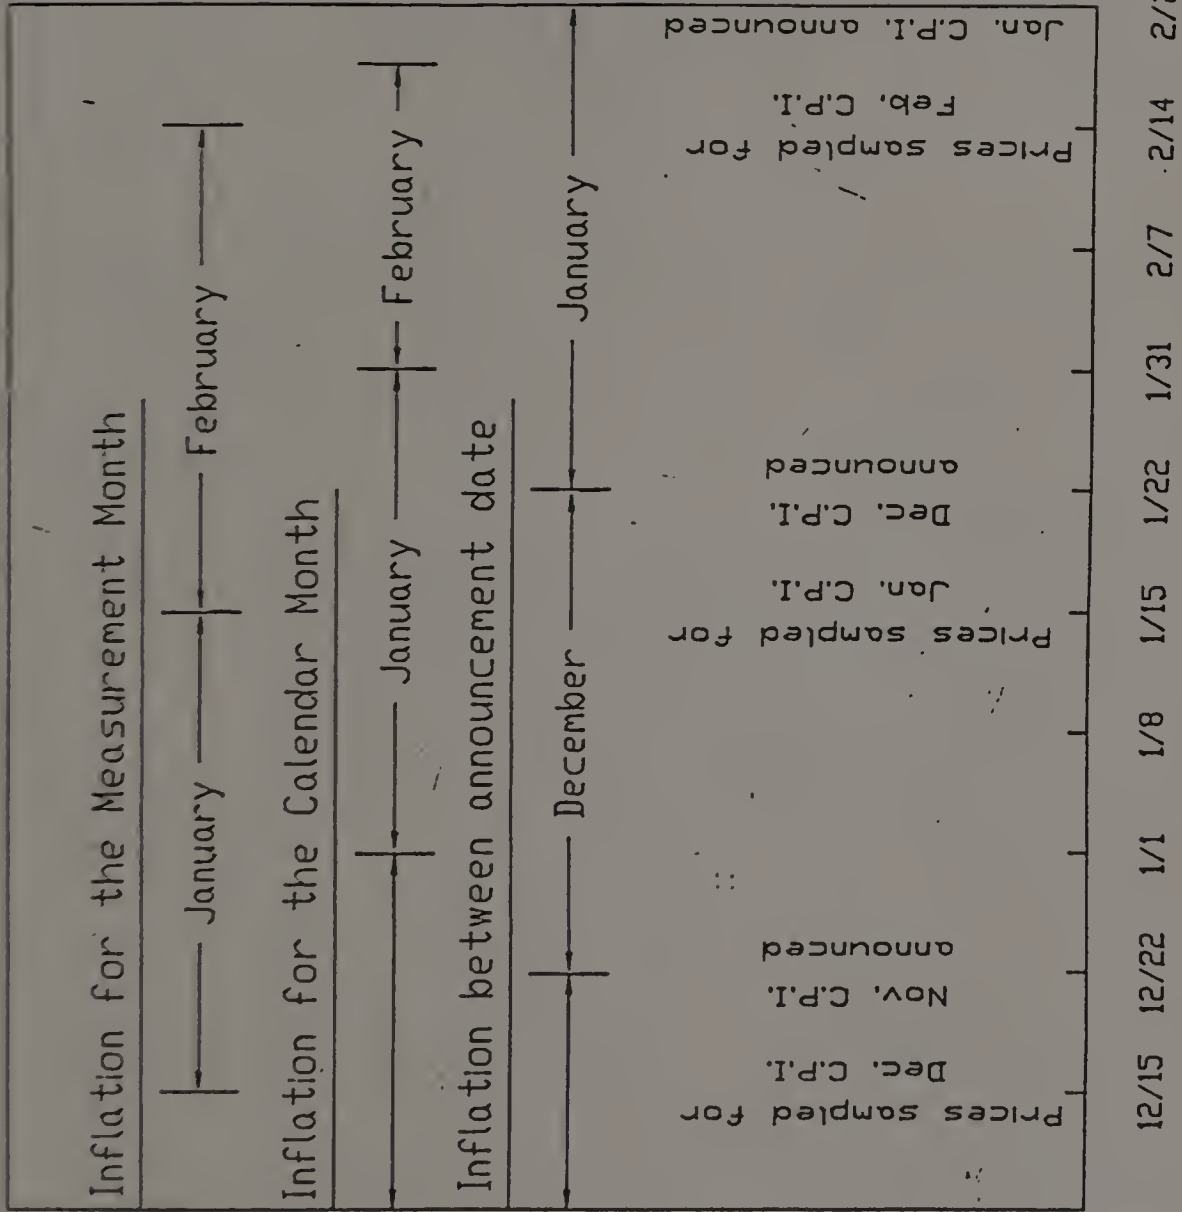 Inflation for the Measurement Month
January
February
Inflation for the Calendar Month
January
February
Inflation between announcement date
December
January
Prices sampled for
Dec. C.P.I.
Nov. C.P.I.
announced
Prices sampled for
Jan. C.P.I.
Dec. C.P.I.
announced
Prices sampled for
Feb. C.P.I.
Jan. C.P.I. announced
12/15 12/22 1/1 1/8 1/15 1/22 1/31 2/7 2/14